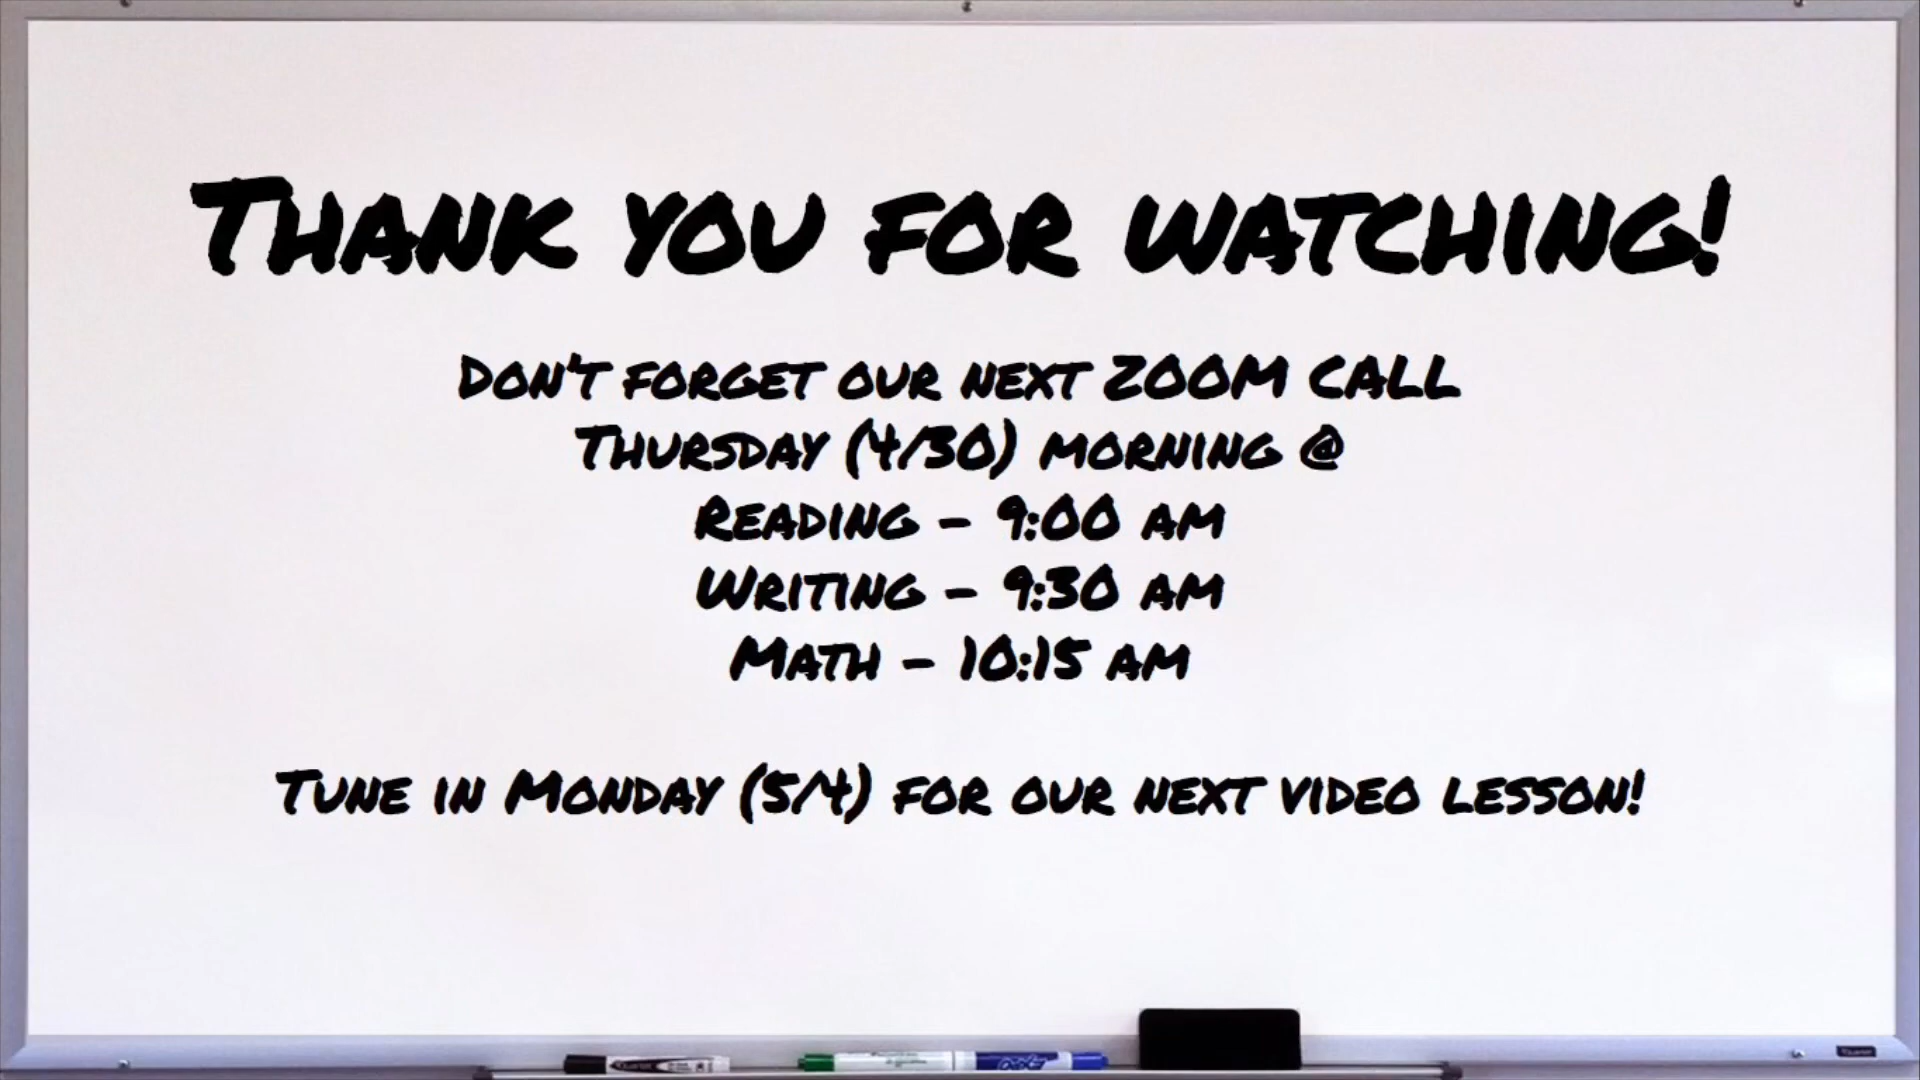 Thank you for watching!
Don't forget our next ZOOM CALL
Thursday (4/30) morning @
Reading - 9:00 am
Writing - 9:30 am
Math - 10:15 am
Tune in Monday (5/4) for our next video lesson!